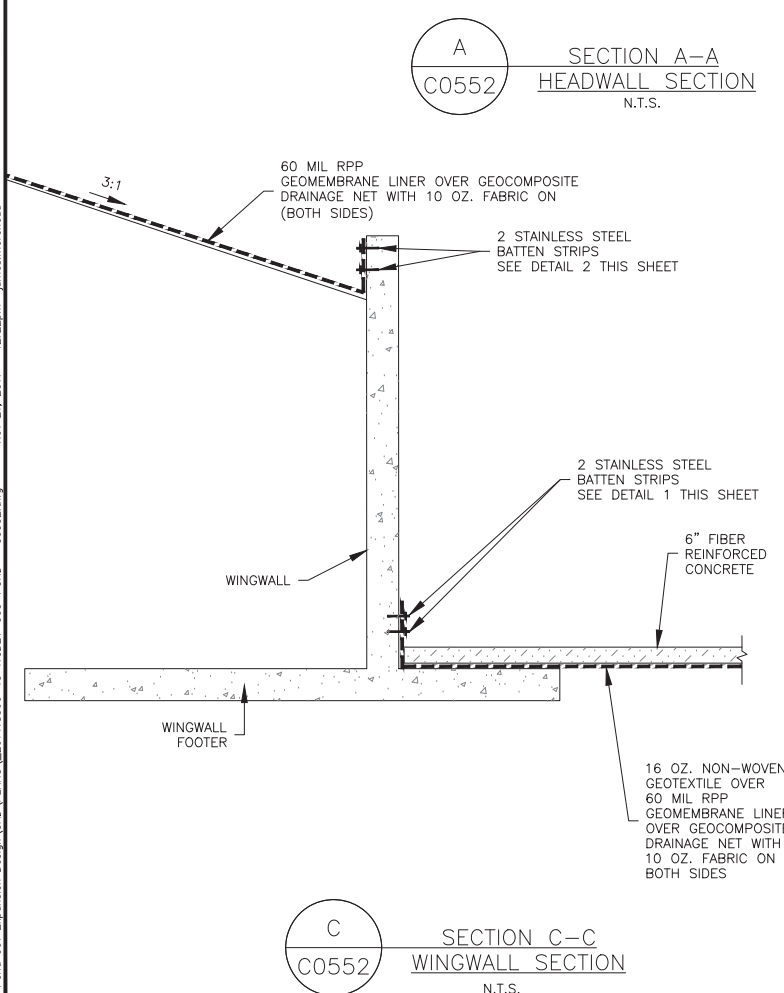 A
C0552
SECTION A-A
HEADWALL SECTION
N.T.S.
3:1
60 MIL RPP
GEOMEMBRANE LINER OVER GEOCOMPOSITE
DRAINAGE NET WITH 10 OZ. FABRIC ON
(BOTH SIDES)
2 STAINLESS STEEL
BATTEN STRIPS
SEE DETAIL 2 THIS SHEET
2 STAINLESS STEEL
BATTEN STRIPS
SEE DETAIL 1 THIS SHEET
6" FIBER
REINFORCED
CONCRETE
WINGWALL
WINGWALL
FOOTER
16 OZ. NON-WOVEN
GEOTEXTILE OVER
60 MIL RPP
GEOMEMBRANE LINER
OVER GEOCOMPOSITE
DRAINAGE NET WITH
10 OZ. FABRIC ON
BOTH SIDES
C
C0552
SECTION C-C
WINGWALL SECTION
N.T.S.